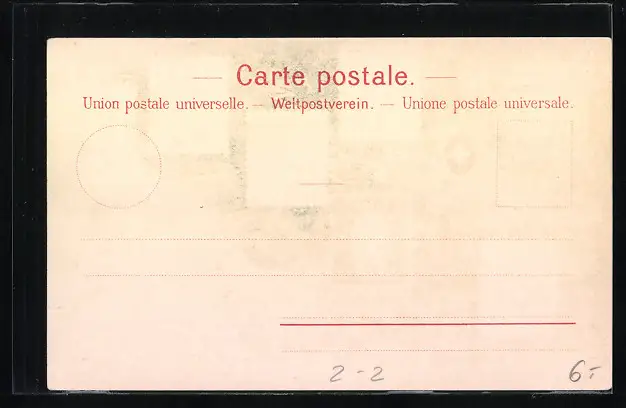 — Carte postale. —
Union postale universelle. — Weltpostverein. — Unione postale universale.
2-2
6.-